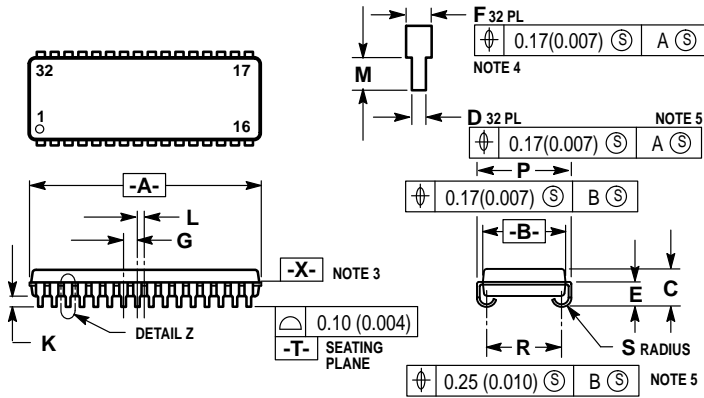 F 32 PL
⌖ 0.17(0.007) Ⓢ A Ⓢ
NOTE 4
M
32 17
1 16
D 32 PL NOTE 5
⌖ 0.17(0.007) Ⓢ A Ⓢ
-A-
P
⌖ 0.17(0.007) Ⓢ B Ⓢ
L
G
-B-
-X- NOTE 3
E
C
K
DETAIL Z
⌓ 0.10 (0.004)
-T- SEATING
PLANE
R
S RADIUS
⌖ 0.25 (0.010) Ⓢ B Ⓢ NOTE 5